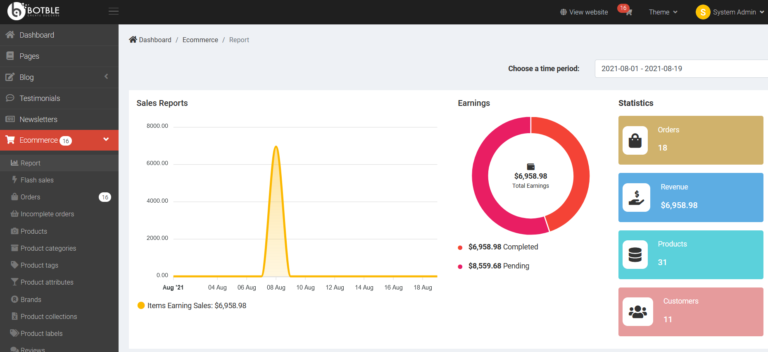 BOTBLE
View website
16
Theme
S
System Admin
Dashboard
Pages
Blog
Testimonials
Newsletters
Ecommerce 16
Report
Flash sales
Orders 16
Incomplete orders
Products
Product categories
Product tags
Product attributes
Brands
Product collections
Product labels
Reviews
Dashboard / Ecommerce / Report
Choose a time period: 2021-08-01 - 2021-08-19
Sales Reports
8000.00
6000.00
4000.00
2000.00
0.00
Aug '21 04 Aug 06 Aug 08 Aug 10 Aug 12 Aug 14 Aug 16 Aug 18 Aug
Items Earning Sales: $6,958.98
Earnings
$6,958.98
Total Earnings
$6,958.98 Completed
$8,559.68 Pending
Statistics
Orders
18
Revenue
$6,958.98
Products
31
Customers
11